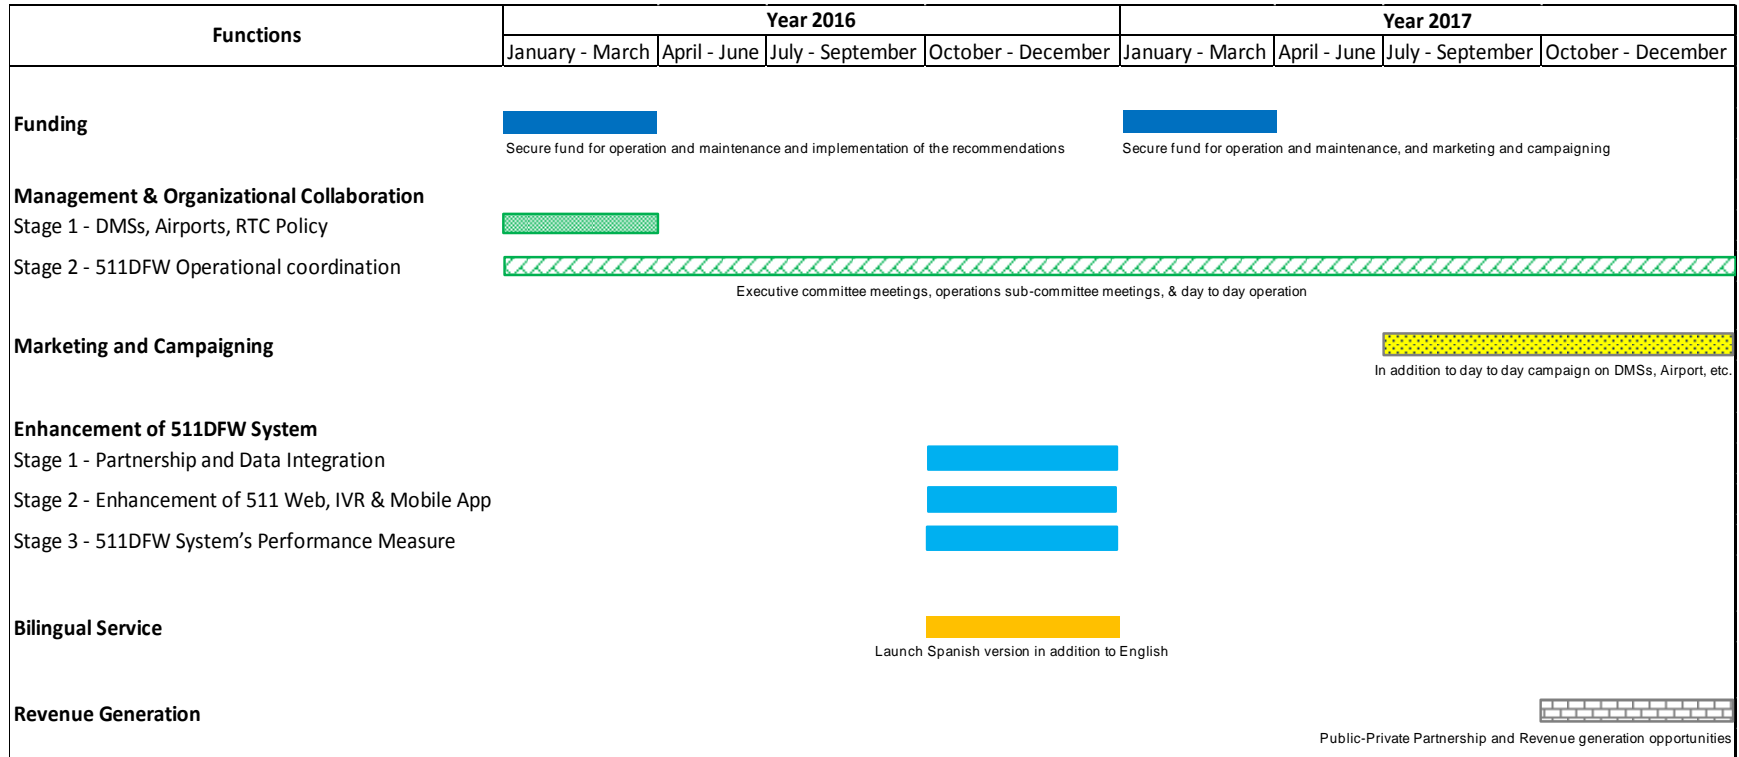 Functions
Year 2016
Year 2017
January - March
April - June
July - September
October - December
January - March
April - June
July - September
October - December
Funding
Secure fund for operation and maintenance and implementation of the recommendations
Secure fund for operation and maintenance, and marketing and campaigning
Management & Organizational Collaboration
Stage 1 - DMSs, Airports, RTC Policy
Stage 2 - 511DFW Operational coordination
Executive committee meetings, operations sub-committee meetings, & day to day operation
Marketing and Campaigning
In addition to day to day campaign on DMSs, Airport, etc.
Enhancement of 511DFW System
Stage 1 - Partnership and Data Integration
Stage 2 - Enhancement of 511 Web, IVR & Mobile App
Stage 3 - 511DFW System’s Performance Measure
Bilingual Service
Launch Spanish version in addition to English
Revenue Generation
Public-Private Partnership and Revenue generation opportunities